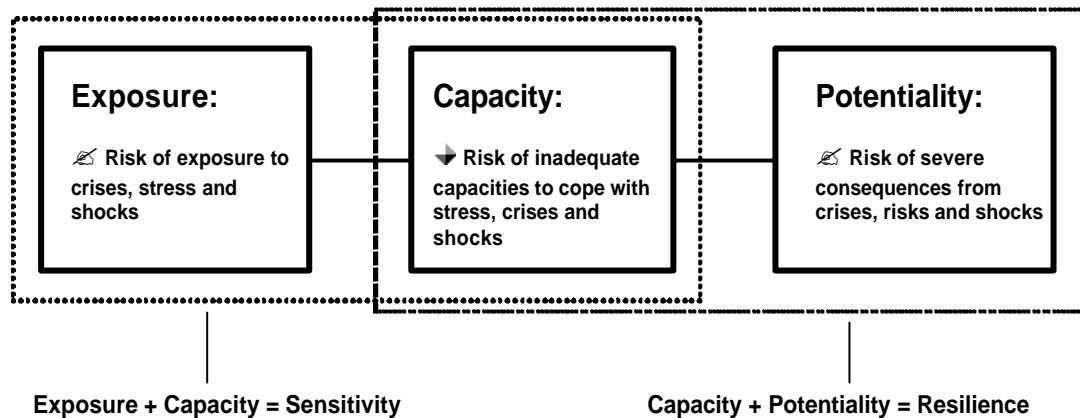 Exposure:
✍ Risk of exposure to
crises, stress and
shocks
Capacity:
Risk of inadequate
capacities to cope with
stress, crises and
shocks
Potentiality:
✍ Risk of severe
consequences from
crises, risks and shocks
Exposure + Capacity = Sensitivity
Capacity + Potentiality = Resilience